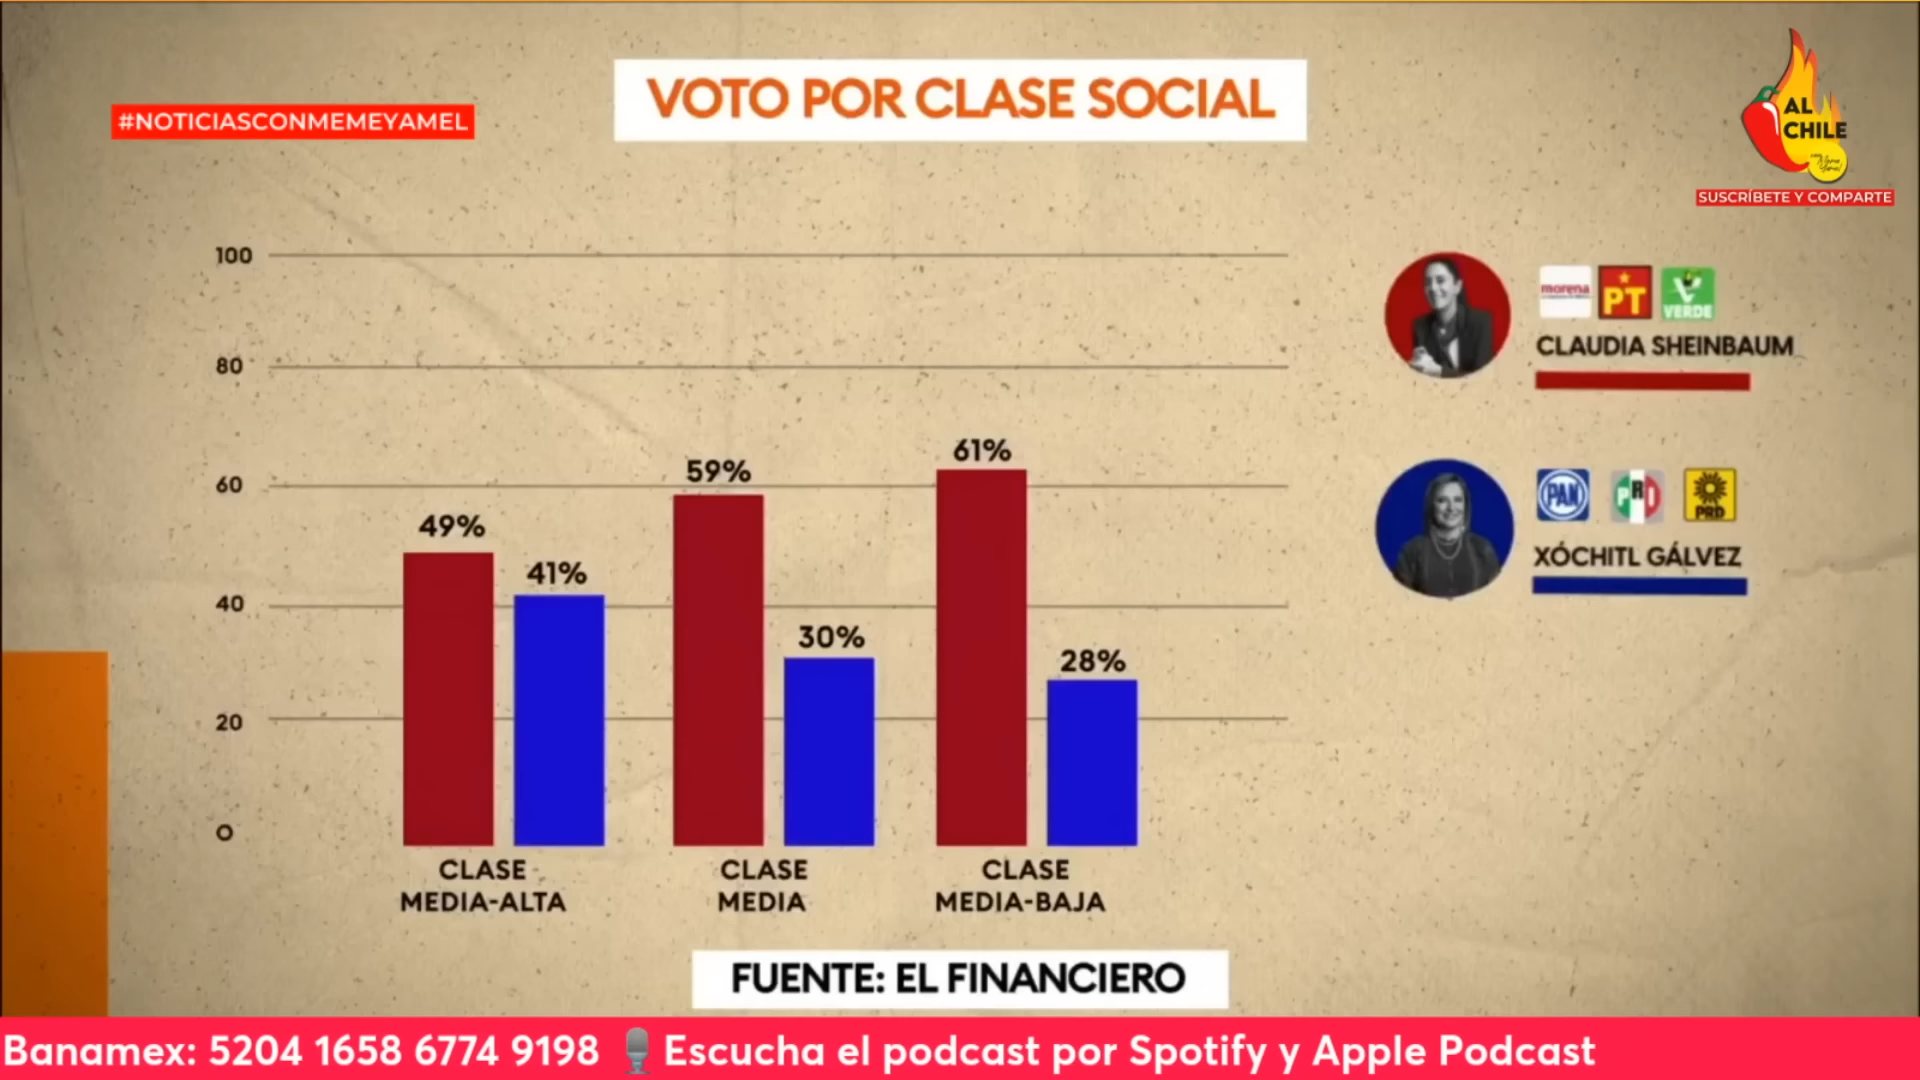 VOTO POR CLASE SOCIAL
#NOTICIASCONMEMEYAMEL
AL
CHILE
SUSCRÍBETE Y COMPARTE
100
80
60
40
20
0
49%
41%
59%
30%
61%
28%
CLASE
MEDIA-ALTA
CLASE
MEDIA
CLASE
MEDIA-BAJA
morena
PT
VERDE
CLAUDIA SHEINBAUM
PAN
PRD
PRD
XÓCHITL GÁLVEZ
FUENTE: EL FINANCIERO
Banamex: 5204 1658 6774 9198 Escucha el podcast por Spotify y Apple Podcast